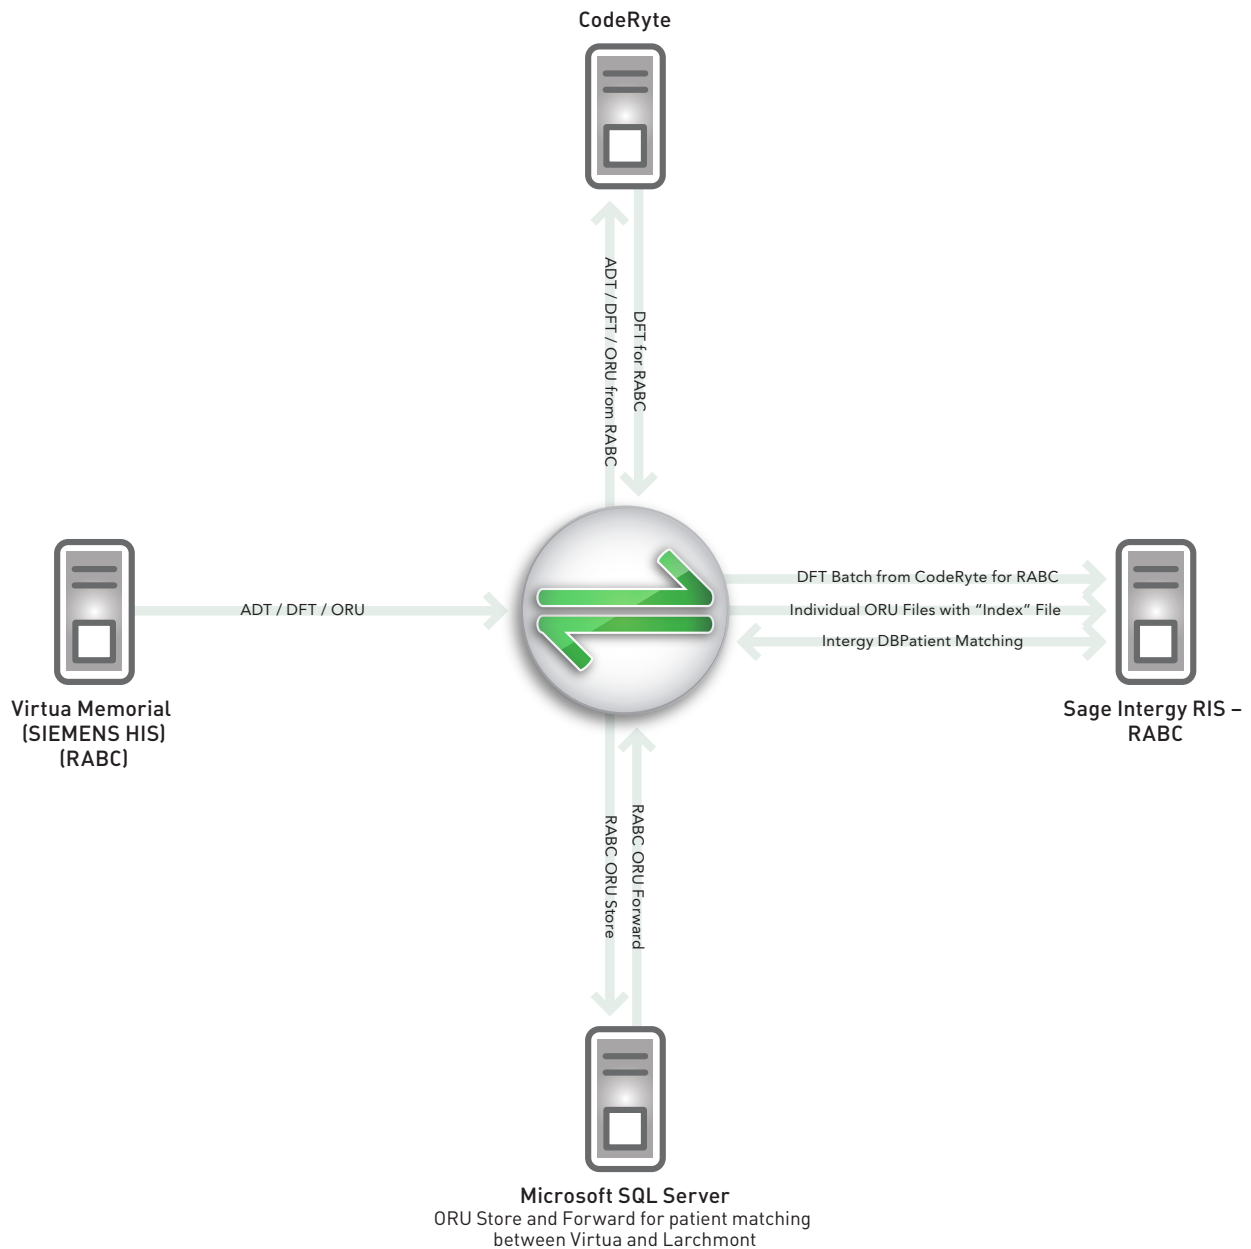 CodeRyte
ADT / DFT / ORU from RABC
DFT for RABC
ADT / DFT / ORU
DFT Batch from CodeRyte for RABC
Individual ORU Files with “Index” File
Intergy DBPatient Matching
Virtua Memorial
(SIEMENS HIS)
(RABC)
Sage Intergy RIS –
RABC
RABC ORU Store
RABC ORU Forward
Microsoft SQL Server
ORU Store and Forward for patient matching
between Virtua and Larchmont